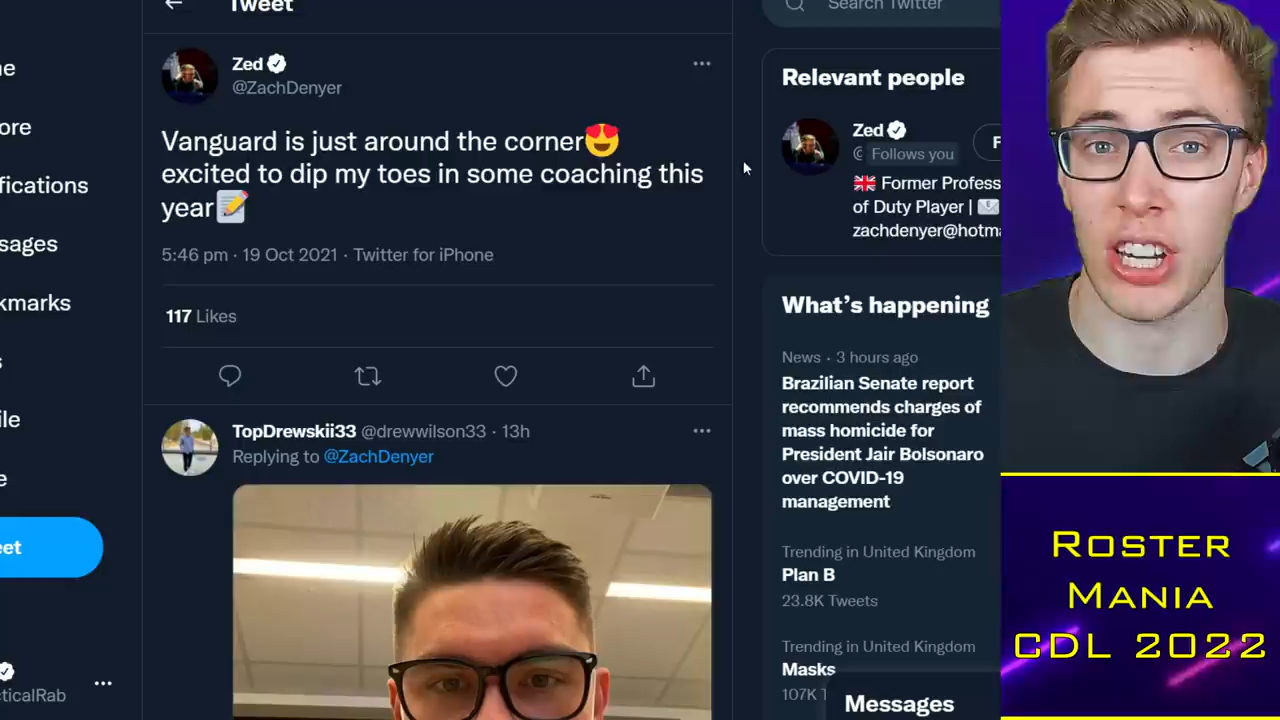 Tweet
Search Twitter
Zed
@ZachDenyer
Vanguard is just around the corner😍
excited to dip my toes in some coaching this
year📝
5:46 pm · 19 Oct 2021 · Twitter for iPhone
117 Likes
TopDrewskii33 @drewwilson33 · 13h
Replying to @ZachDenyer
Relevant people
Zed
@ Follows you
F
🇬🇧 Former Profess
of Duty Player | ✉
zachdenyer@hotm
What's happening
News · 3 hours ago
Brazilian Senate report
recommends charges of
mass homicide for
President Jair Bolsonaro
over COVID-19
management
Trending in United Kingdom
Plan B
23.8K Tweets
Trending in United Kingdom
Masks
107K T
Messages
e
ore
fications
sages
kmarks
s
ile
e
eet
cticalRab
Roster
Mania
CDL 2022